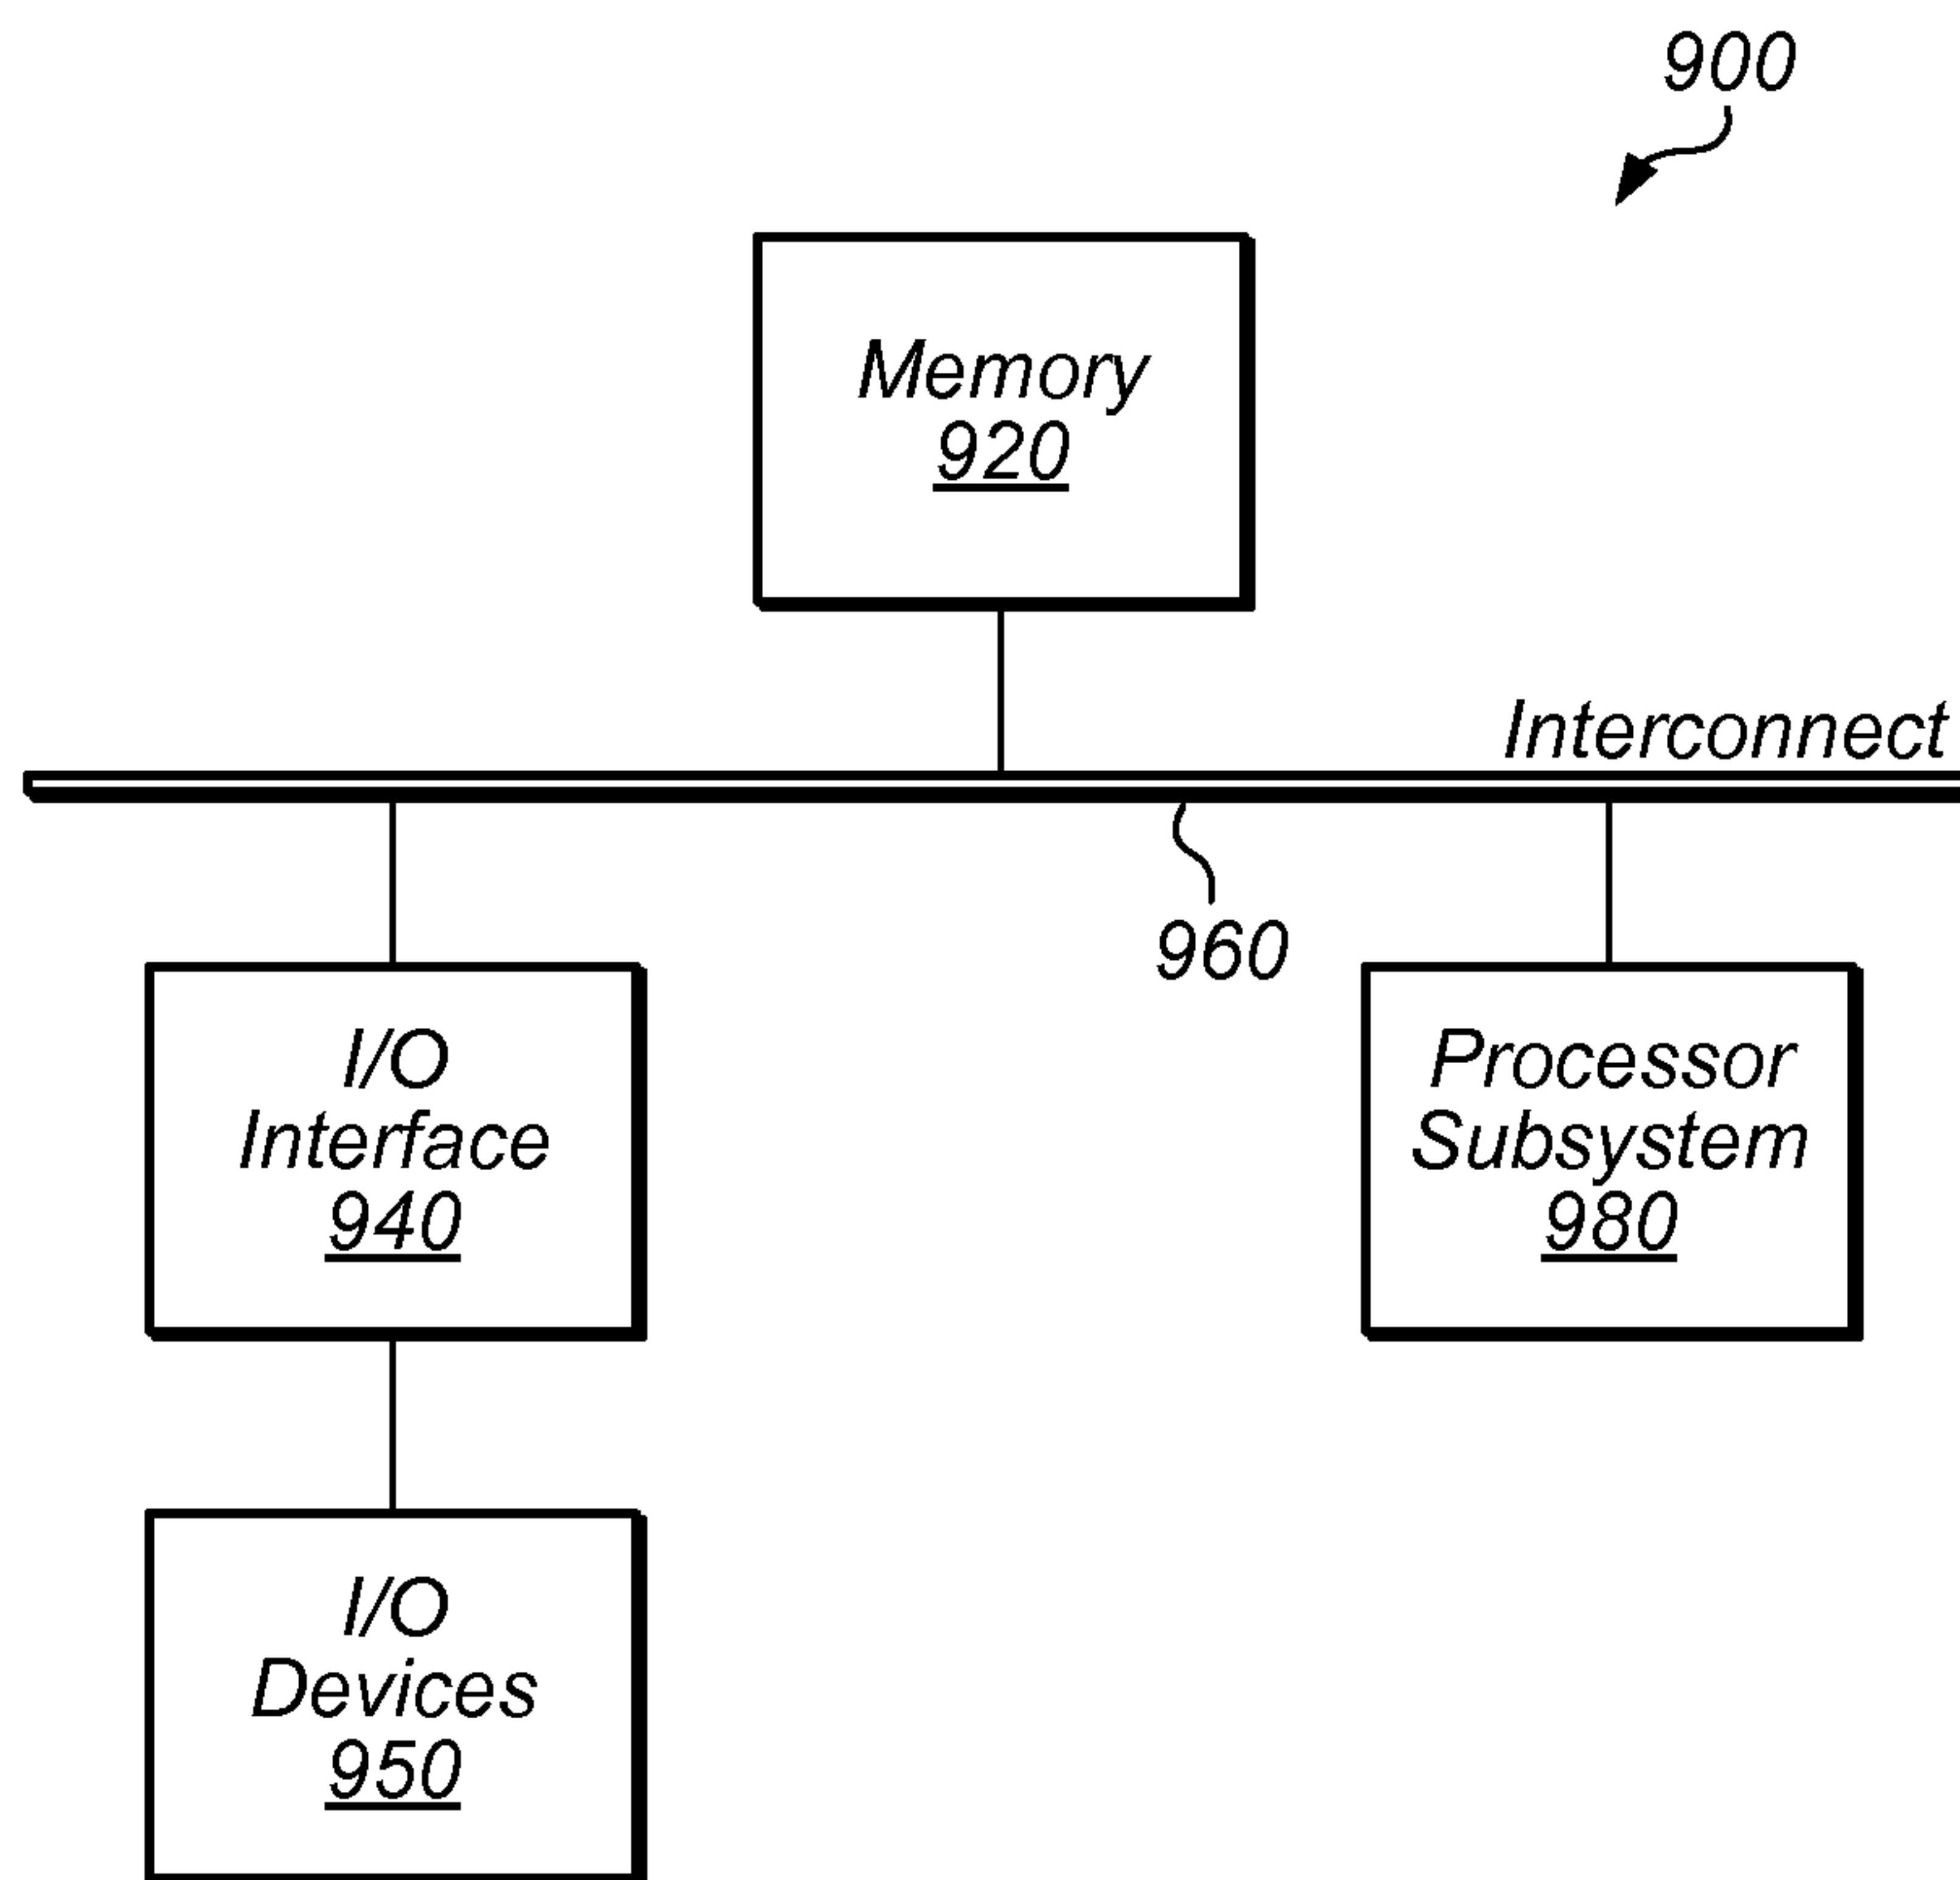 900
Memory
920
Interconnect
960
I/O
Interface
940
Processor
Subsystem
980
I/O
Devices
950